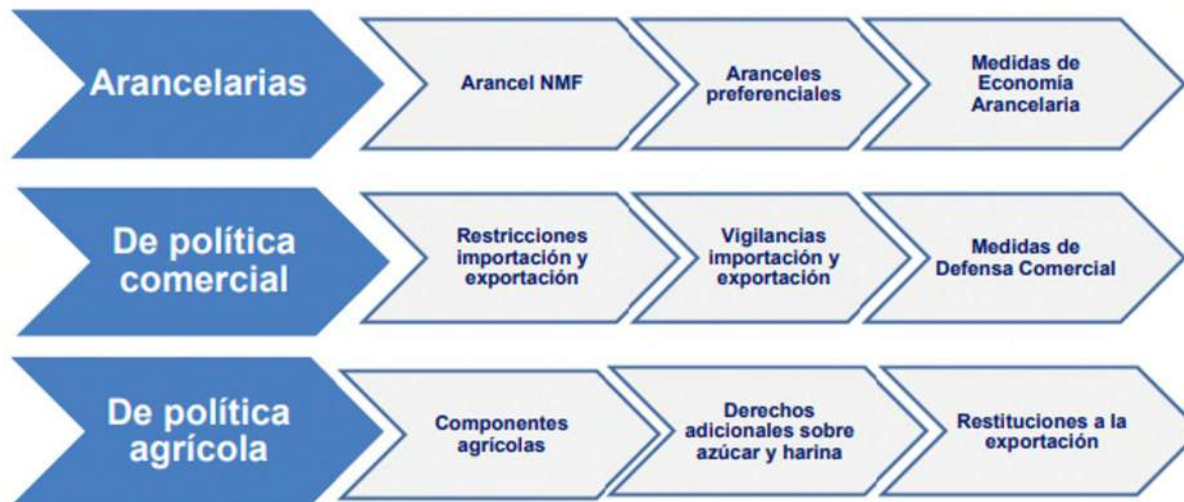 Arancelarias
Arancel NMF
Aranceles
preferenciales
Medidas de
Economía
Arancelaria
De política
comercial
Restricciones
importación y
exportación
Vigilancias
importación y
exportación
Medidas de
Defensa Comercial
De política
agrícola
Componentes
agrícolas
Derechos
adicionales sobre
azúcar y harina
Restituciones a la
exportación